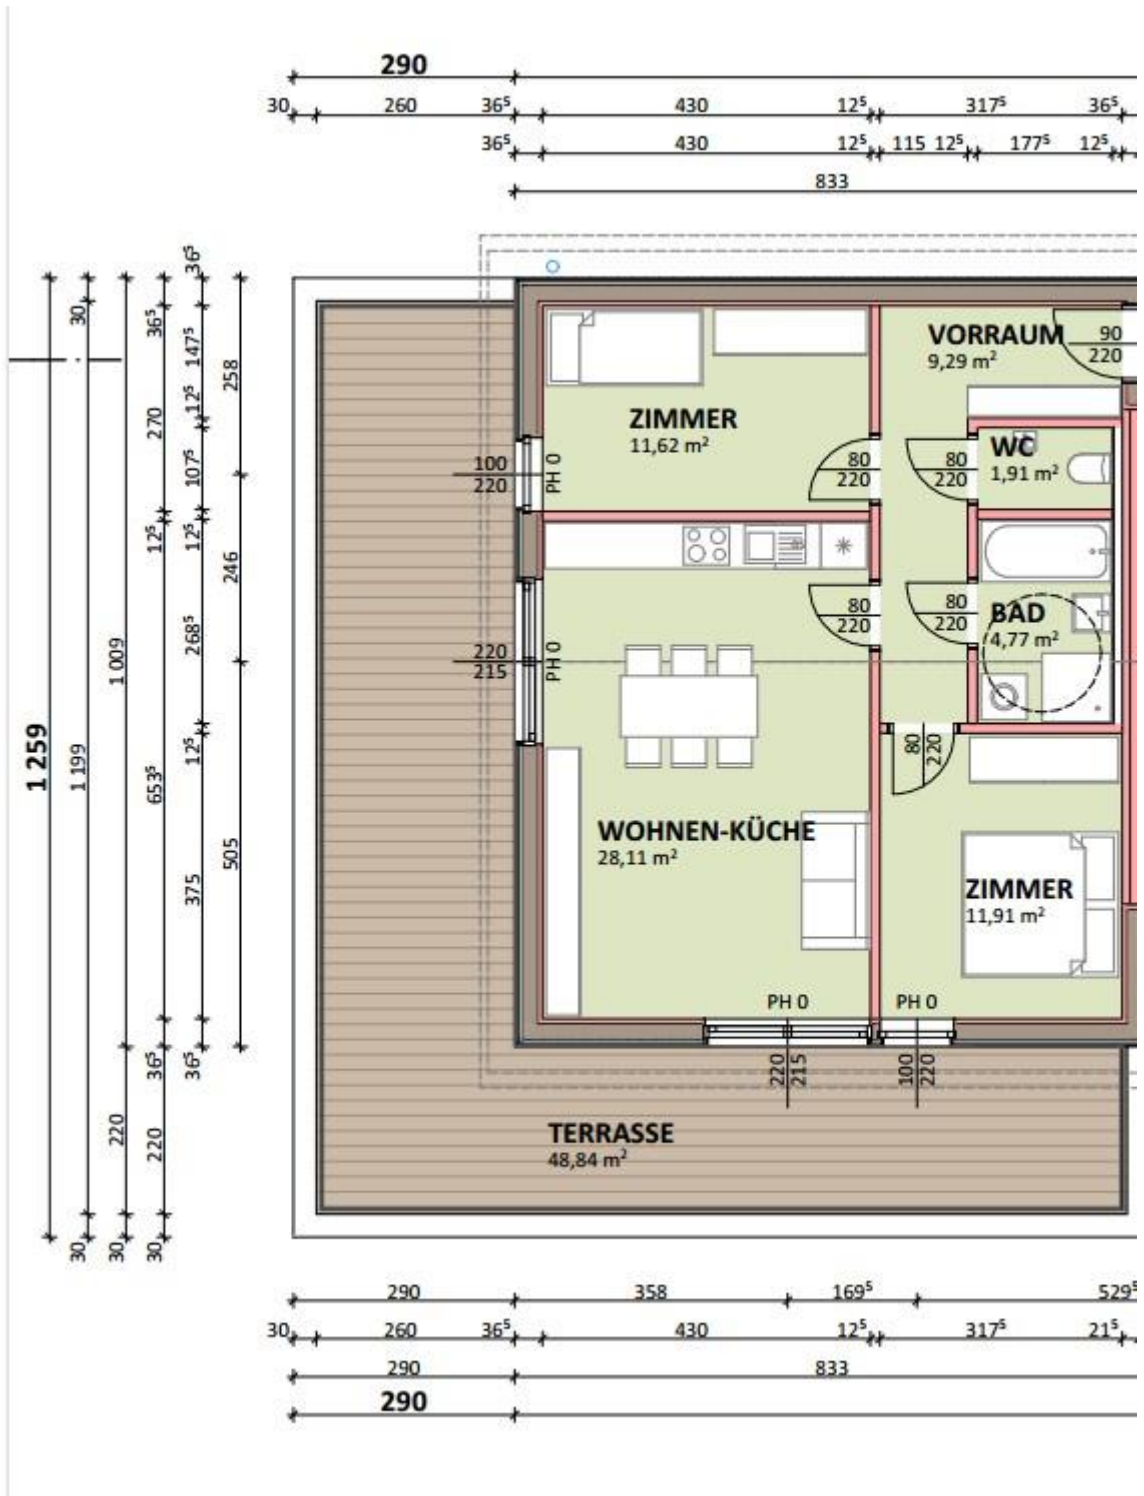 290
30 260 36⁵ 430 12⁵ 317⁵ 36⁵
36⁵ 430 12⁵ 115 12⁵ 177⁵ 12⁵
833
36⁵
30
36⁵
147⁵
258
VORRAUM
9,29 m²
90
220
12⁵
270
ZIMMER
11,62 m²
WC
1,91 m²
100
220
PH 0
80
220
80
220
107⁵
12⁵
12⁵
246
80
220
80
220
BAD
4,77 m²
268⁵
1 009
220
215
PH 0
1 259
1 199
653⁵
12⁵
80
220
WOHNEN-KÜCHE
28,11 m²
505
375
ZIMMER
11,91 m²
PH 0
PH 0
36⁵
36⁵
220
215
100
220
220
220
TERRASSE
48,84 m²
30
30
30
290 358 169⁵ 529⁵
30 260 36⁵ 430 12⁵ 317⁵ 21⁵
290 833
290